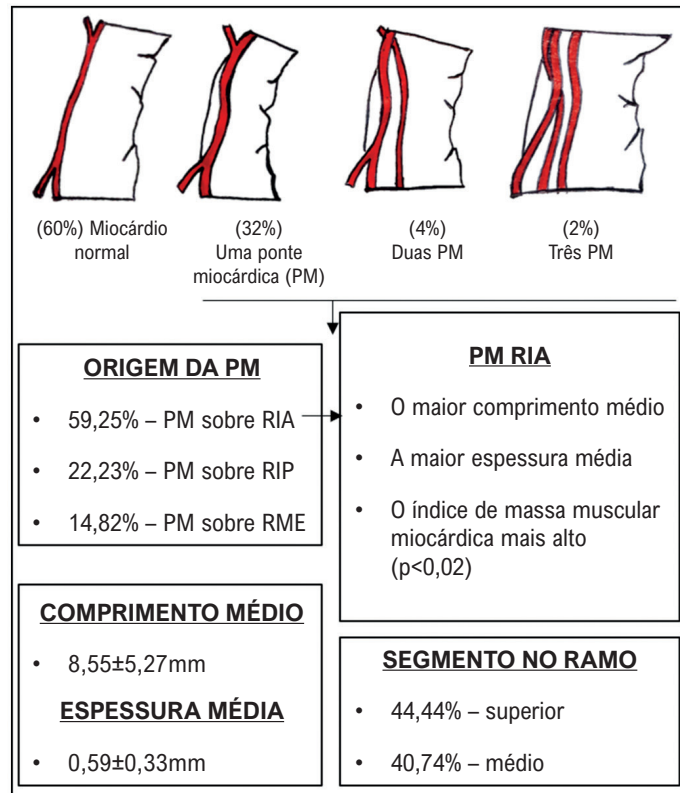 (60%) Miocárdio
normal
(32%)
Uma ponte
miocárdica (PM)
(4%)
Duas PM
(2%)
Três PM
ORIGEM DA PM
• 59,25% – PM sobre RIA
• 22,23% – PM sobre RIP
• 14,82% – PM sobre RME
PM RIA
• O maior comprimento médio
• A maior espessura média
• O índice de massa muscular
miocárdica mais alto
(p<0,02)
COMPRIMENTO MÉDIO
• 8,55±5,27mm
ESPESSURA MÉDIA
• 0,59±0,33mm
SEGMENTO NO RAMO
• 44,44% – superior
• 40,74% – médio